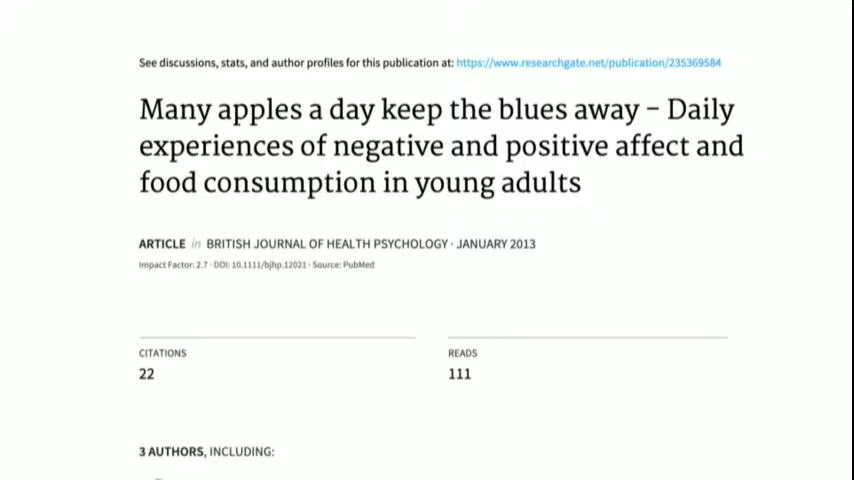 See discussions, stats, and author profiles for this publication at: https://www.researchgate.net/publication/235369584
Many apples a day keep the blues away – Daily
experiences of negative and positive affect and
food consumption in young adults
ARTICLE in BRITISH JOURNAL OF HEALTH PSYCHOLOGY · JANUARY 2013
Impact Factor: 2.7 · DOI: 10.1111/bjhp.12021 · Source: PubMed
CITATIONS
22
READS
111
3 AUTHORS, INCLUDING: